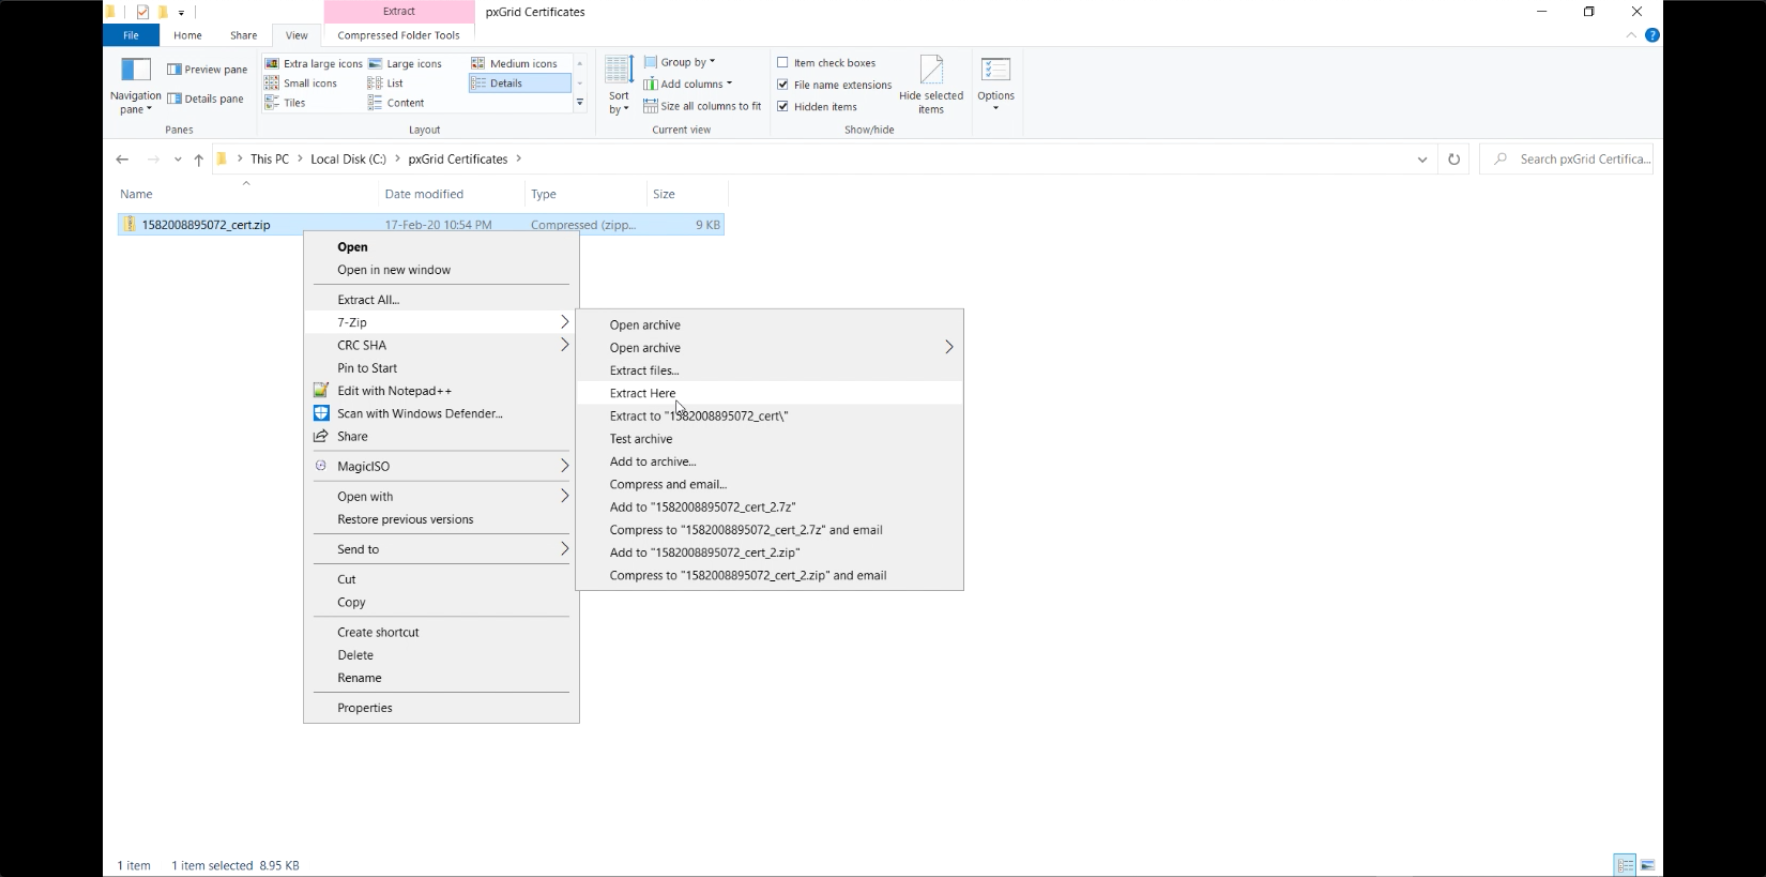 Extract
pxGrid Certificates
File
Home
Share
View
Compressed Folder Tools
Navigation pane
Preview pane
Details pane
Panes
Extra large icons
Large icons
Medium icons
Small icons
List
Details
Tiles
Content
Layout
Sort by
Group by
Add columns
Size all columns to fit
Current view
Item check boxes
File name extensions
Hidden items
Hide selected items
Show/hide
Options
This PC > Local Disk (C:) > pxGrid Certificates >
Search pxGrid Certifica...
Name Date modified Type Size
1582008895072_cert.zip 17-Feb-20 10:54 PM Compressed (zipp... 9 KB
Open
Open in new window
Extract All...
7-Zip
CRC SHA
Pin to Start
Edit with Notepad++
Scan with Windows Defender...
Share
MagicISO
Open with
Restore previous versions
Send to
Cut
Copy
Create shortcut
Delete
Rename
Properties
Open archive
Open archive
Extract files...
Extract Here
Extract to "1582008895072_cert\"
Test archive
Add to archive...
Compress and email...
Add to "1582008895072_cert_2.7z"
Compress to "1582008895072_cert_2.7z" and email
Add to "1582008895072_cert_2.zip"
Compress to "1582008895072_cert_2.zip" and email
1 item 1 item selected 8.95 KB